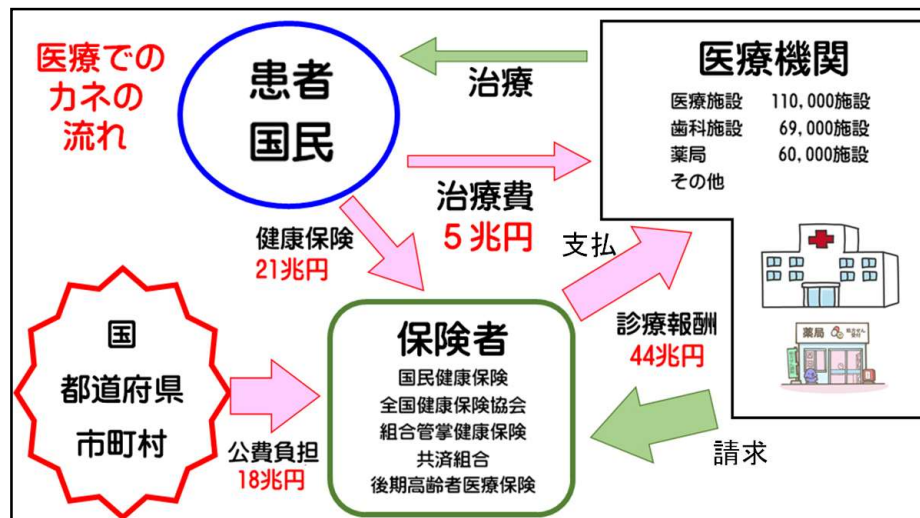 医療での
カネの
流れ
患者
国民
治療
医療機関
医療施設 110,000施設
歯科施設 69,000施設
薬局 60,000施設
その他
治療費
5兆円
健康保険
21兆円
支払
国
都道府県
市町村
公費負担
18兆円
保険者
国民健康保険
全国健康保険協会
組合管掌健康保険
共済組合
後期高齢者医療保険
診療報酬
44兆円
請求
薬局
処方せん
受付